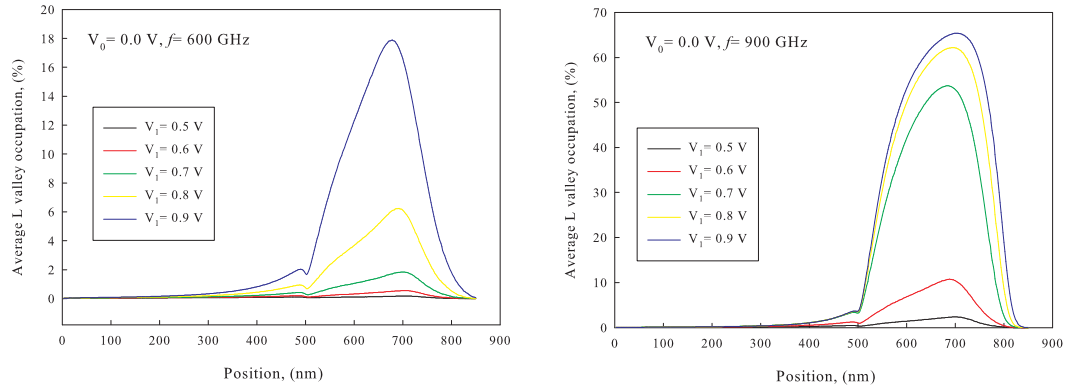 V₀= 0.0 V, f= 600 GHz
Average L valley occupation, (%)
20
18
16
14
12
10
8
6
4
2
0
V₁= 0.5 V
V₁= 0.6 V
V₁= 0.7 V
V₁= 0.8 V
V₁= 0.9 V
0 100 200 300 400 500 600 700 800 900
Position, (nm)
V₀= 0.0 V, f= 900 GHz
Average L valley occupation, (%)
70
60
50
40
30
20
10
0
V₁= 0.5 V
V₁= 0.6 V
V₁= 0.7 V
V₁= 0.8 V
V₁= 0.9 V
0 100 200 300 400 500 600 700 800 900
Position, (nm)